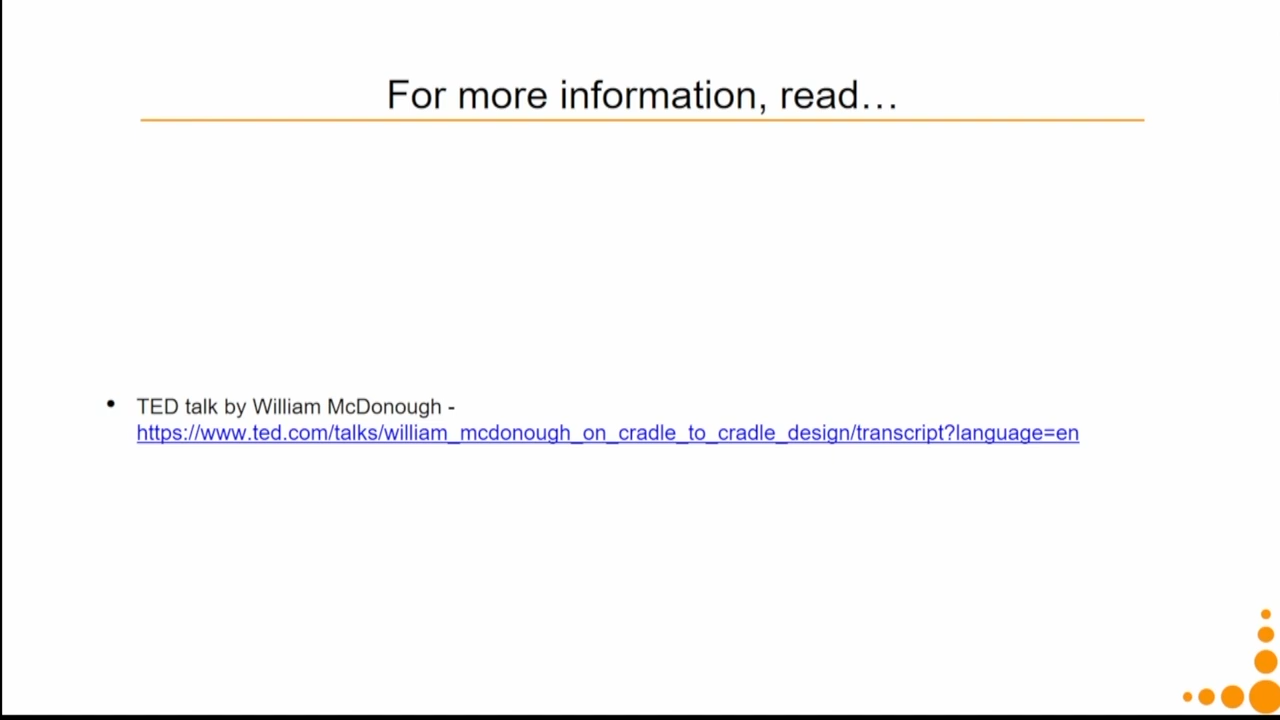 For more information, read…
• TED talk by William McDonough -
https://www.ted.com/talks/william_mcdonough_on_cradle_to_cradle_design/transcript?language=en